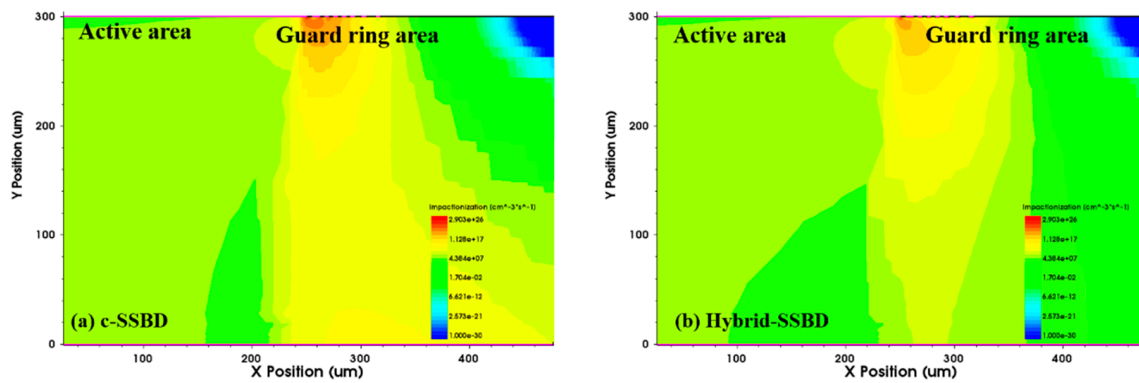 300
200
100
0
Y Position (um)
Active area
Guard ring area
Impactionization (cm^-3*s^-1)
2.903e+26
1.128e+17
4.384e+07
1.704e-02
6.621e-12
2.573e-21
1.000e-30
(a) c-SSBD
100
200
300
400
X Position (um)
300
200
100
0
Y Position (um)
Active area
Guard ring area
Impactionization (cm^-3*s^-1)
2.903e+26
1.128e+17
4.384e+07
1.704e-02
6.621e-12
2.573e-21
1.000e-30
(b) Hybrid-SSBD
100
200
300
400
X Position (um)